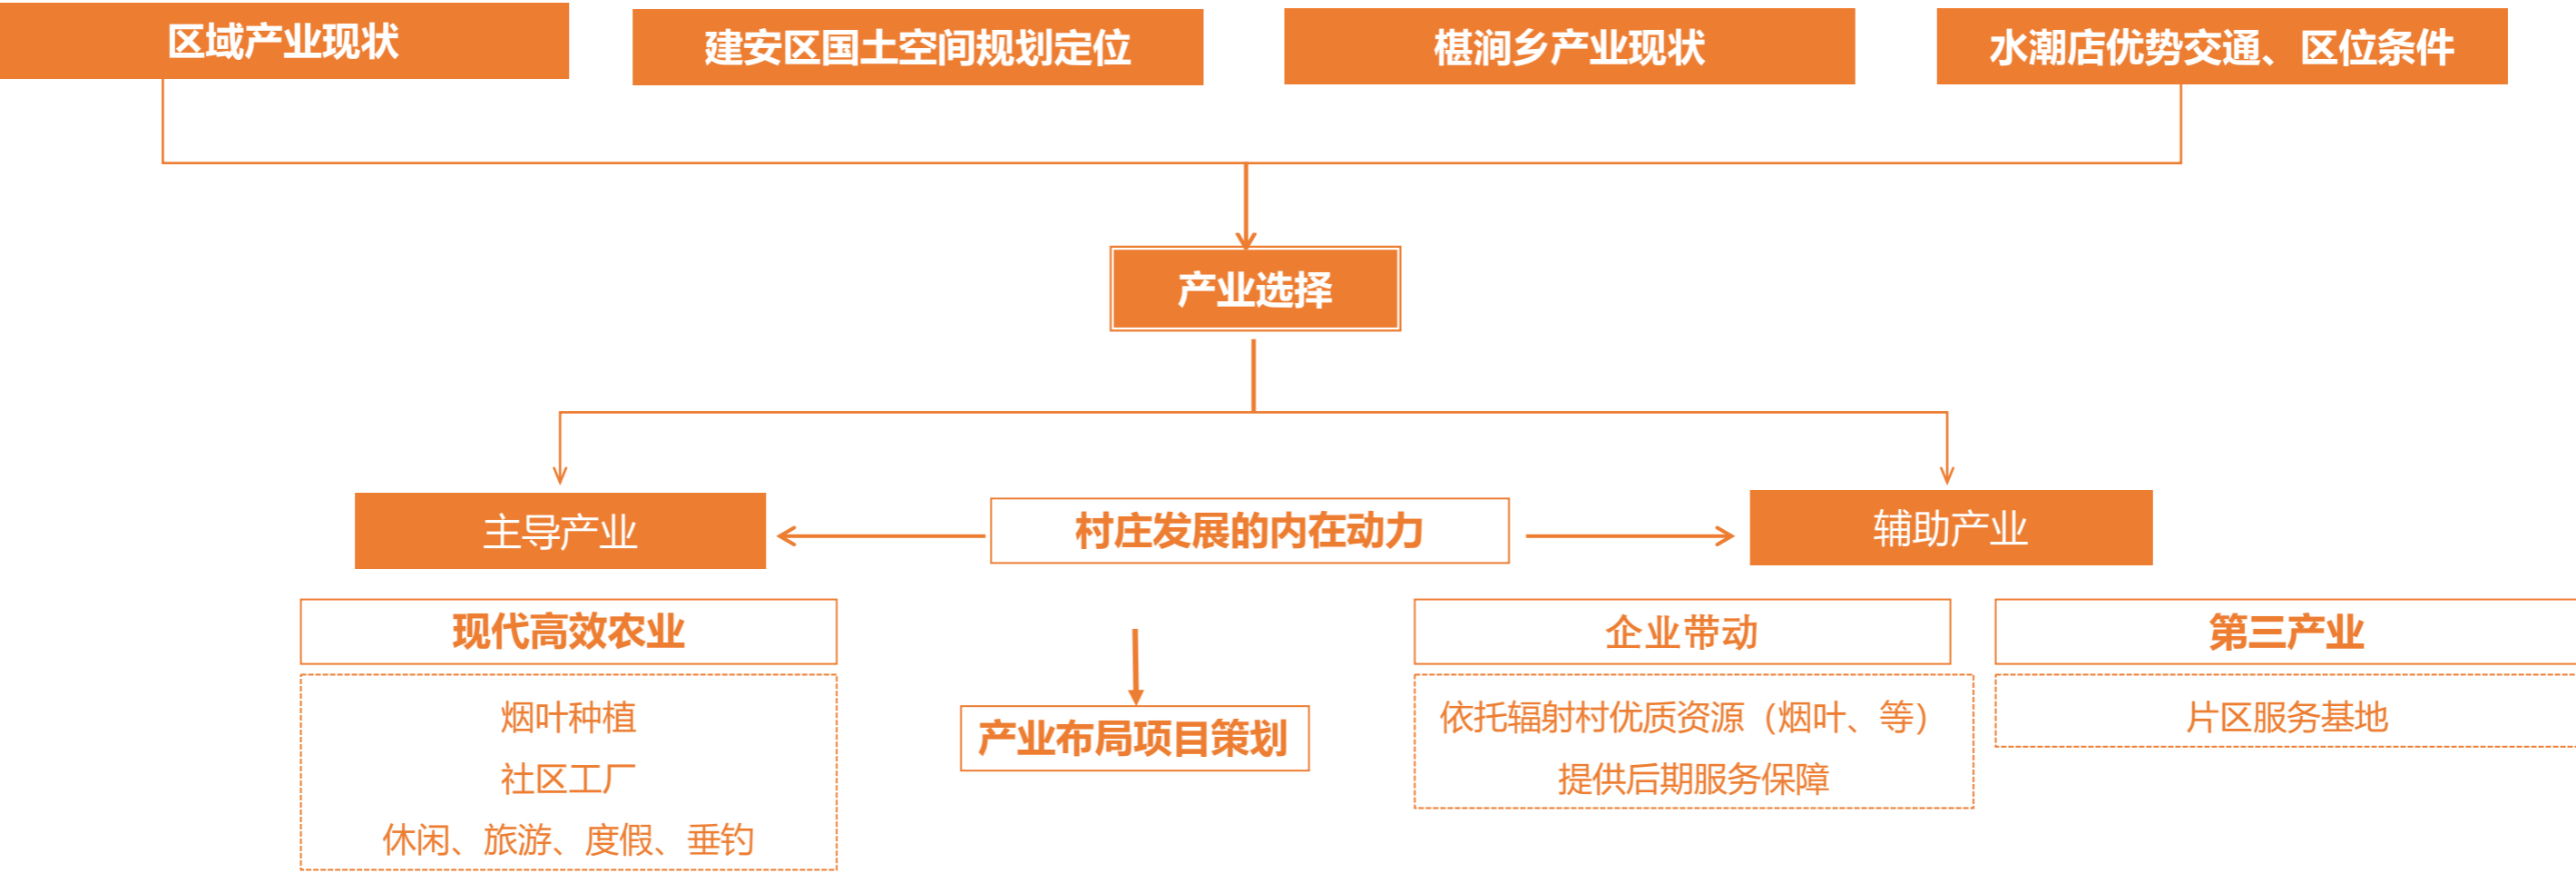 区域产业现状
建安区国土空间规划定位
椹涧乡产业现状
水潮店优势交通、区位条件
产业选择
主导产业
村庄发展的内在动力
辅助产业
现代高效农业
企业带动
第三产业
烟叶种植
社区工厂
休闲、旅游、度假、垂钓
产业布局项目策划
依托辐射村优质资源（烟叶、等）
提供后期服务保障
片区服务基地